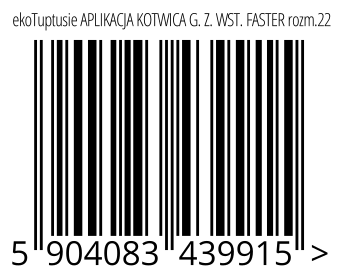 ekoTuptusie APLIKACJA KOTWICA G. Z. WST. FASTER rozm.22
5 904083 439915 >